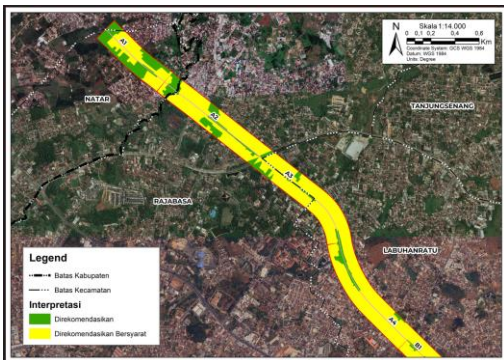 N
Skala 1:14.000
0 0,1 0,2 0,4 0,6
Km
Coordinate System: GCS WGS 1984
Datum: WGS 1984
Units: Degree
A1
NATAR
TANJUNGSENANG
A2
A3
RAJABASA
LABUHANRATU
A4
B1
Legend
Batas Kabupaten
Batas Kecamatan
Interpretasi
Direkomendasikan
Direkomendasikan Bersyarat